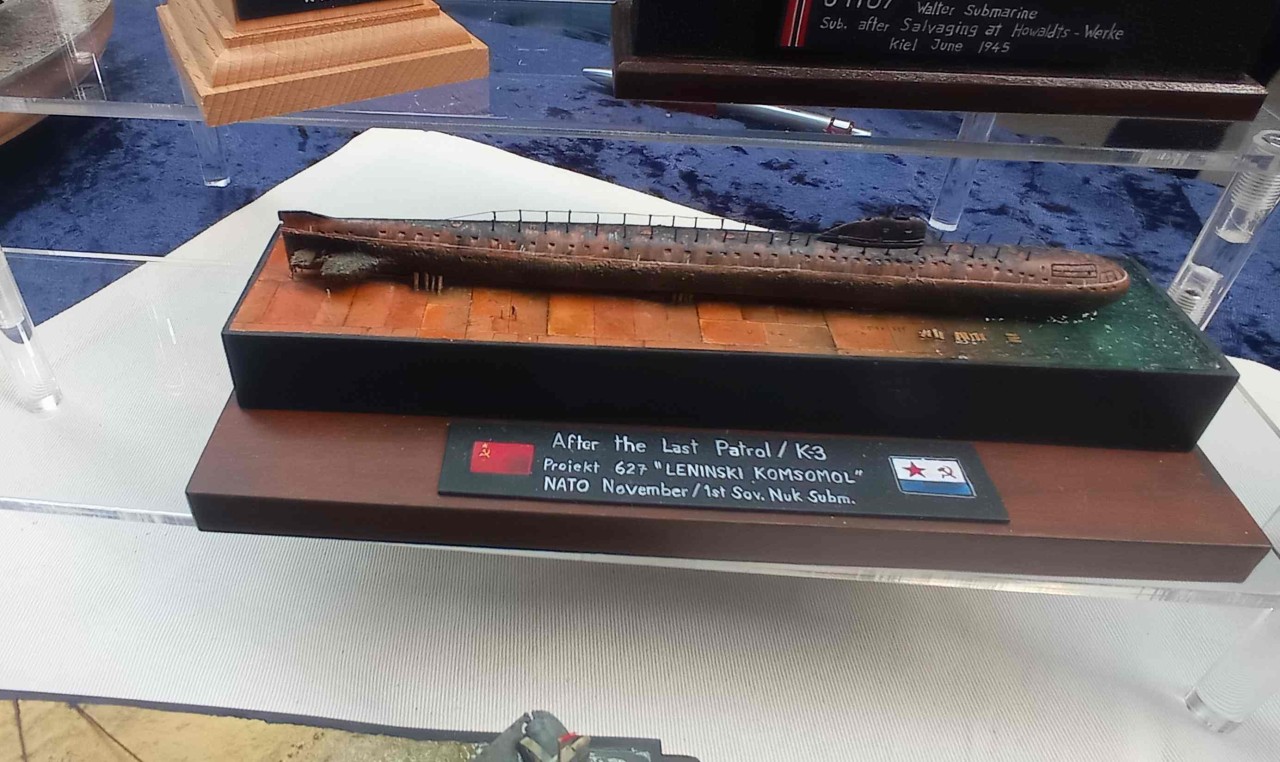 Walter Submarine
Sub. after Salvaging at Howaldts-Werke
Kiel June 1945
After the Last Patrol / K-3
Projekt 627 "LENINSKI KOMSOMOL"
NATO November / 1st Sov. Nuk. Subm.